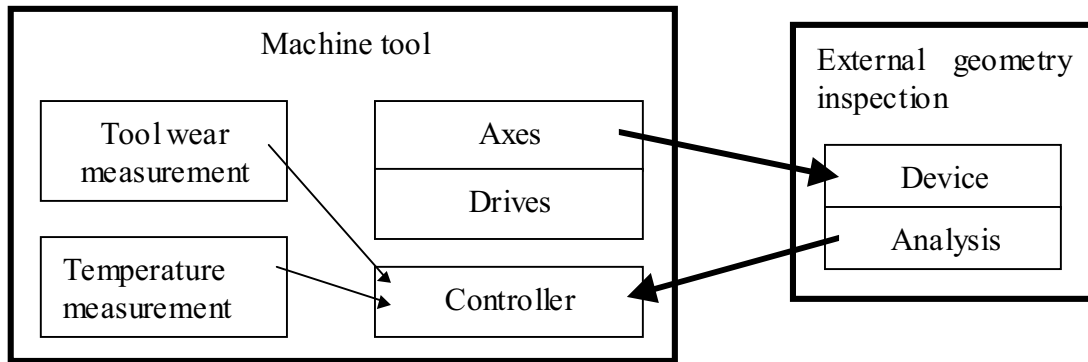 Machine tool
Tool wear
measurement
Temperature
measurement
Axes
Drives
Controller
External geometry
inspection
Device
Analysis